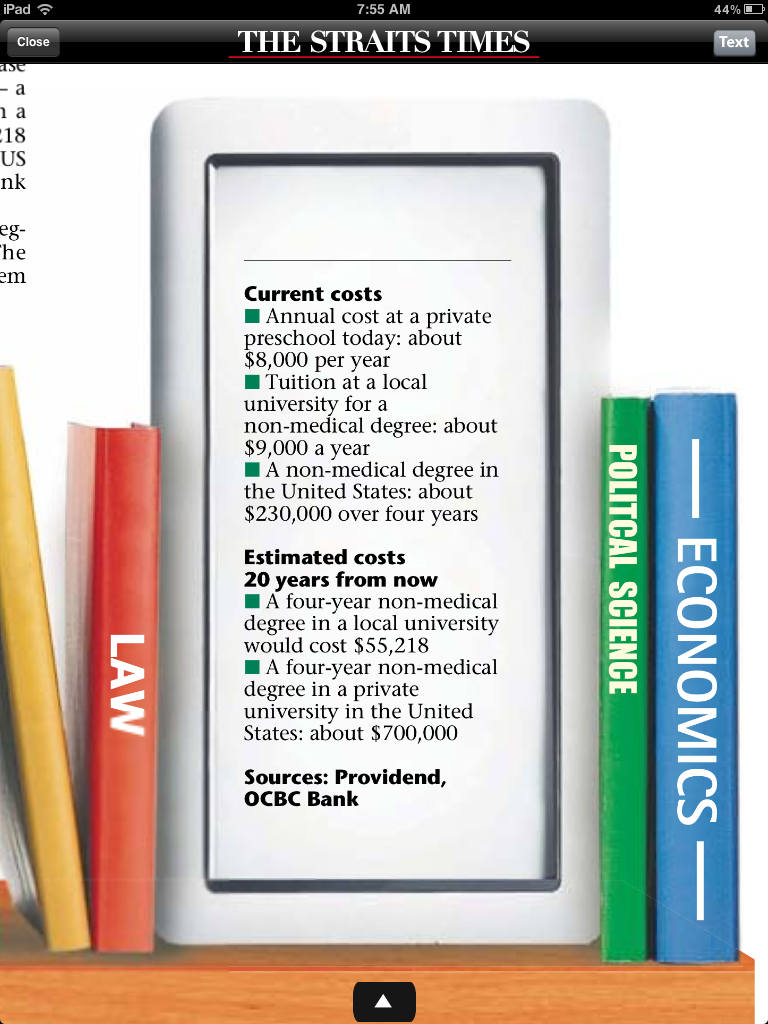 iPad 7:55 AM 44%
Close THE STRAITS TIMES Text
ase
– a
n a
218
US
nk
eg-
The
em
Current costs
■ Annual cost at a private
preschool today: about
$8,000 per year
■ Tuition at a local
university for a
non-medical degree: about
$9,000 a year
■ A non-medical degree in
the United States: about
$230,000 over four years
Estimated costs
20 years from now
■ A four-year non-medical
degree in a local university
would cost $55,218
■ A four-year non-medical
degree in a private
university in the United
States: about $700,000
Sources: Providend,
OCBC Bank
LAW
POLITCAL SCIENCE
ECONOMICS